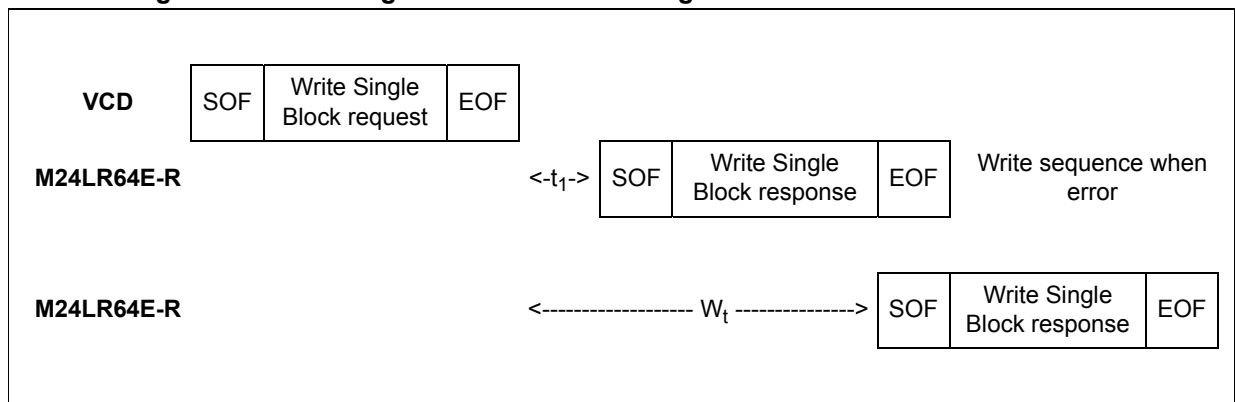 VCD SOF Write Single Block request EOF
M24LR64E-R <-t1-> SOF Write Single Block response EOF Write sequence when error
M24LR64E-R <------------------- Wt ---------------> SOF Write Single Block response EOF